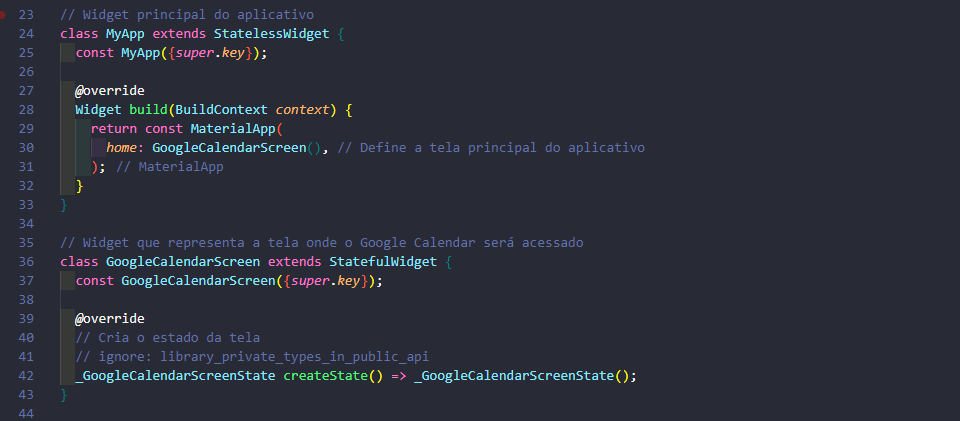 23 // Widget principal do aplicativo
24 class MyApp extends StatelessWidget {
25   const MyApp({super.key});
26
27   @override
28   Widget build(BuildContext context) {
29     return const MaterialApp(
30       home: GoogleCalendarScreen(), // Define a tela principal do aplicativo
31     ); // MaterialApp
32   }
33 }
34
35 // Widget que representa a tela onde o Google Calendar será acessado
36 class GoogleCalendarScreen extends StatefulWidget {
37   const GoogleCalendarScreen({super.key});
38
39   @override
40   // Cria o estado da tela
41   // ignore: library_private_types_in_public_api
42   _GoogleCalendarScreenState createState() => _GoogleCalendarScreenState();
43 }
44